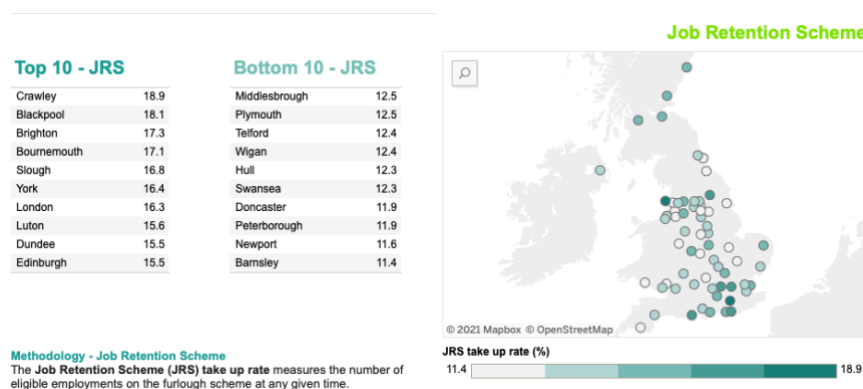 Job Retention Scheme
Top 10 - JRS
Crawley 18.9
Blackpool 18.1
Brighton 17.3
Bournemouth 17.1
Slough 16.8
York 16.4
London 16.3
Luton 15.6
Dundee 15.5
Edinburgh 15.5
Bottom 10 - JRS
Middlesbrough 12.5
Plymouth 12.5
Telford 12.4
Wigan 12.4
Hull 12.3
Swansea 12.3
Doncaster 11.9
Peterborough 11.9
Newport 11.6
Barnsley 11.4
© 2021 Mapbox © OpenStreetMap
JRS take up rate (%)
11.4 18.9
Methodology - Job Retention Scheme
The Job Retention Scheme (JRS) take up rate measures the number of
eligible employments on the furlough scheme at any given time.